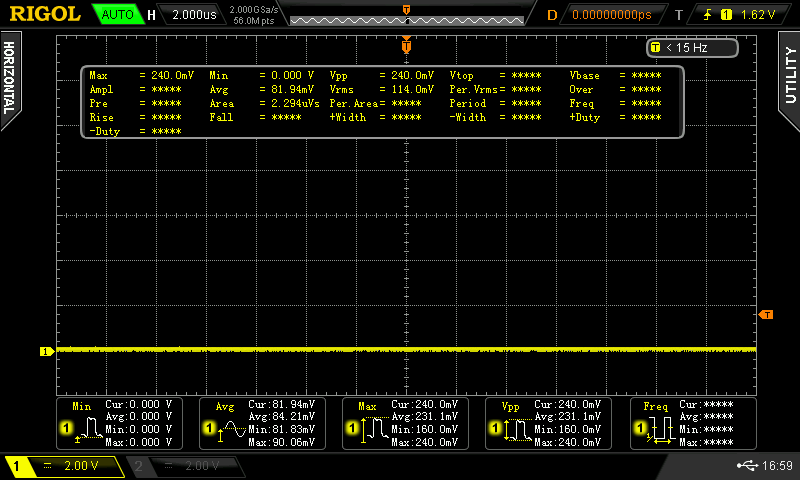 RIGOL AUTO H 2.000us 2.000GSa/s 56.0M pts D 0.00000000ps T 1 1.62 V
T < 15 Hz
HORIZONTAL
UTILITY
Max = 240.0mV Min = 0.000 V Vpp = 240.0mV Vtop = ***** Vbase = *****
Ampl = ***** Avg = 81.94mV Vrms = 114.0mV Per.Vrms= ***** Over = *****
Pre = ***** Area = 2.294uVs Per.Area= ***** Period = ***** Freq = *****
Rise = ***** Fall = ***** +Width = ***** -Width = ***** +Duty = *****
-Duty = *****
T
1
Min
1
Cur:0.000 V
Avg:0.000 V
Min:0.000 V
Max:0.000 V
Avg
1
Cur:81.94mV
Avg:84.21mV
Min:81.83mV
Max:90.06mV
Max
1
Cur:240.0mV
Avg:231.1mV
Min:160.0mV
Max:240.0mV
Vpp
1
Cur:240.0mV
Avg:231.1mV
Min:160.0mV
Max:240.0mV
Freq
1
Cur:*****
Avg:*****
Min:*****
Max:*****
1 2.00 V 2 2.00 V 16:59